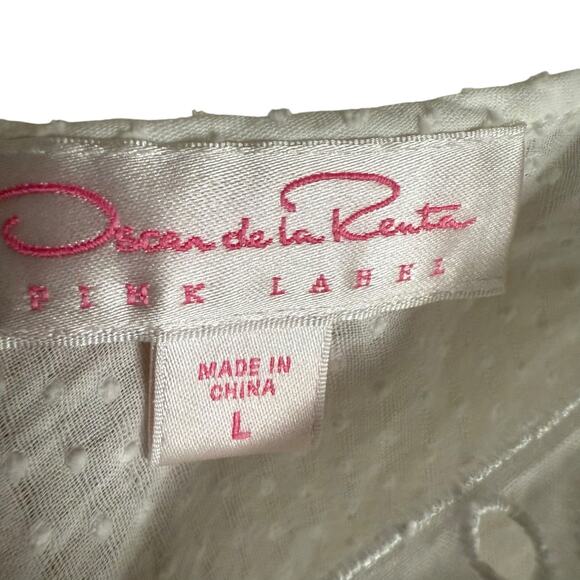 Oscar de la Renta
PINK LABEL
MADE IN
CHINA
L